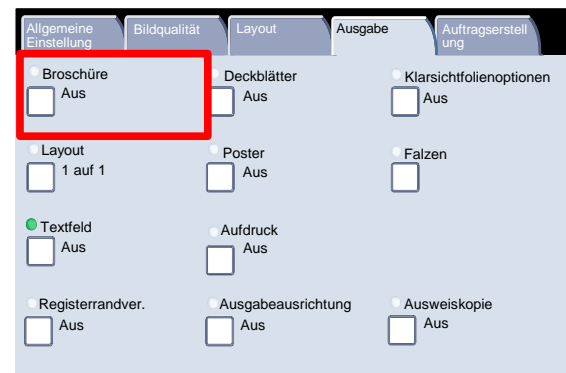 Allgemeine
Einstellung
Bildqualität
Layout
Ausgabe
Auftragserstell
ung
Broschüre
Aus
Deckblätter
Aus
Klarsichtfolienoptionen
Aus
Layout
1 auf 1
Poster
Aus
Falzen
Textfeld
Aus
Aufdruck
Aus
Registerrandver.
Aus
Ausgabeausrichtung
Aus
Ausweiskopie
Aus